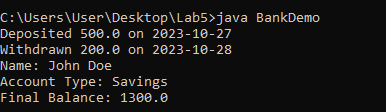 C:\Users\User\Desktop\Lab5>java BankDemo
Deposited 500.0 on 2023-10-27
Withdrawn 200.0 on 2023-10-28
Name: John Doe
Account Type: Savings
Final Balance: 1300.0